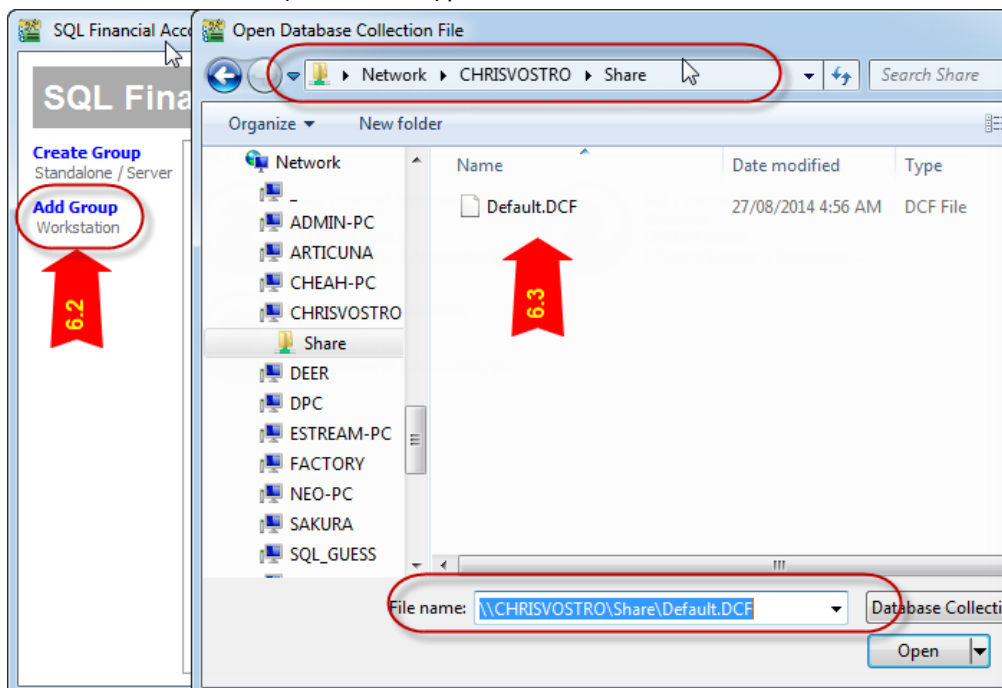 SQL Financial Acc
Open Database Collection File
Network ▸ CHRISVOSTRO ▸ Share
Search Share
SQL Fina
Organize
New folder
Create Group
Standalone / Server
Add Group
Workstation
6.2
Network
_
ADMIN-PC
ARTICUNA
CHEAH-PC
CHRISVOSTRO
Share
DEER
DPC
ESTREAM-PC
FACTORY
NEO-PC
SAKURA
SQL_GUESS
Name
Date modified
Type
Default.DCF
27/08/2014 4:56 AM
DCF File
6.3
File name:
\\CHRISVOSTRO\Share\Default.DCF
Database Collecti
Open